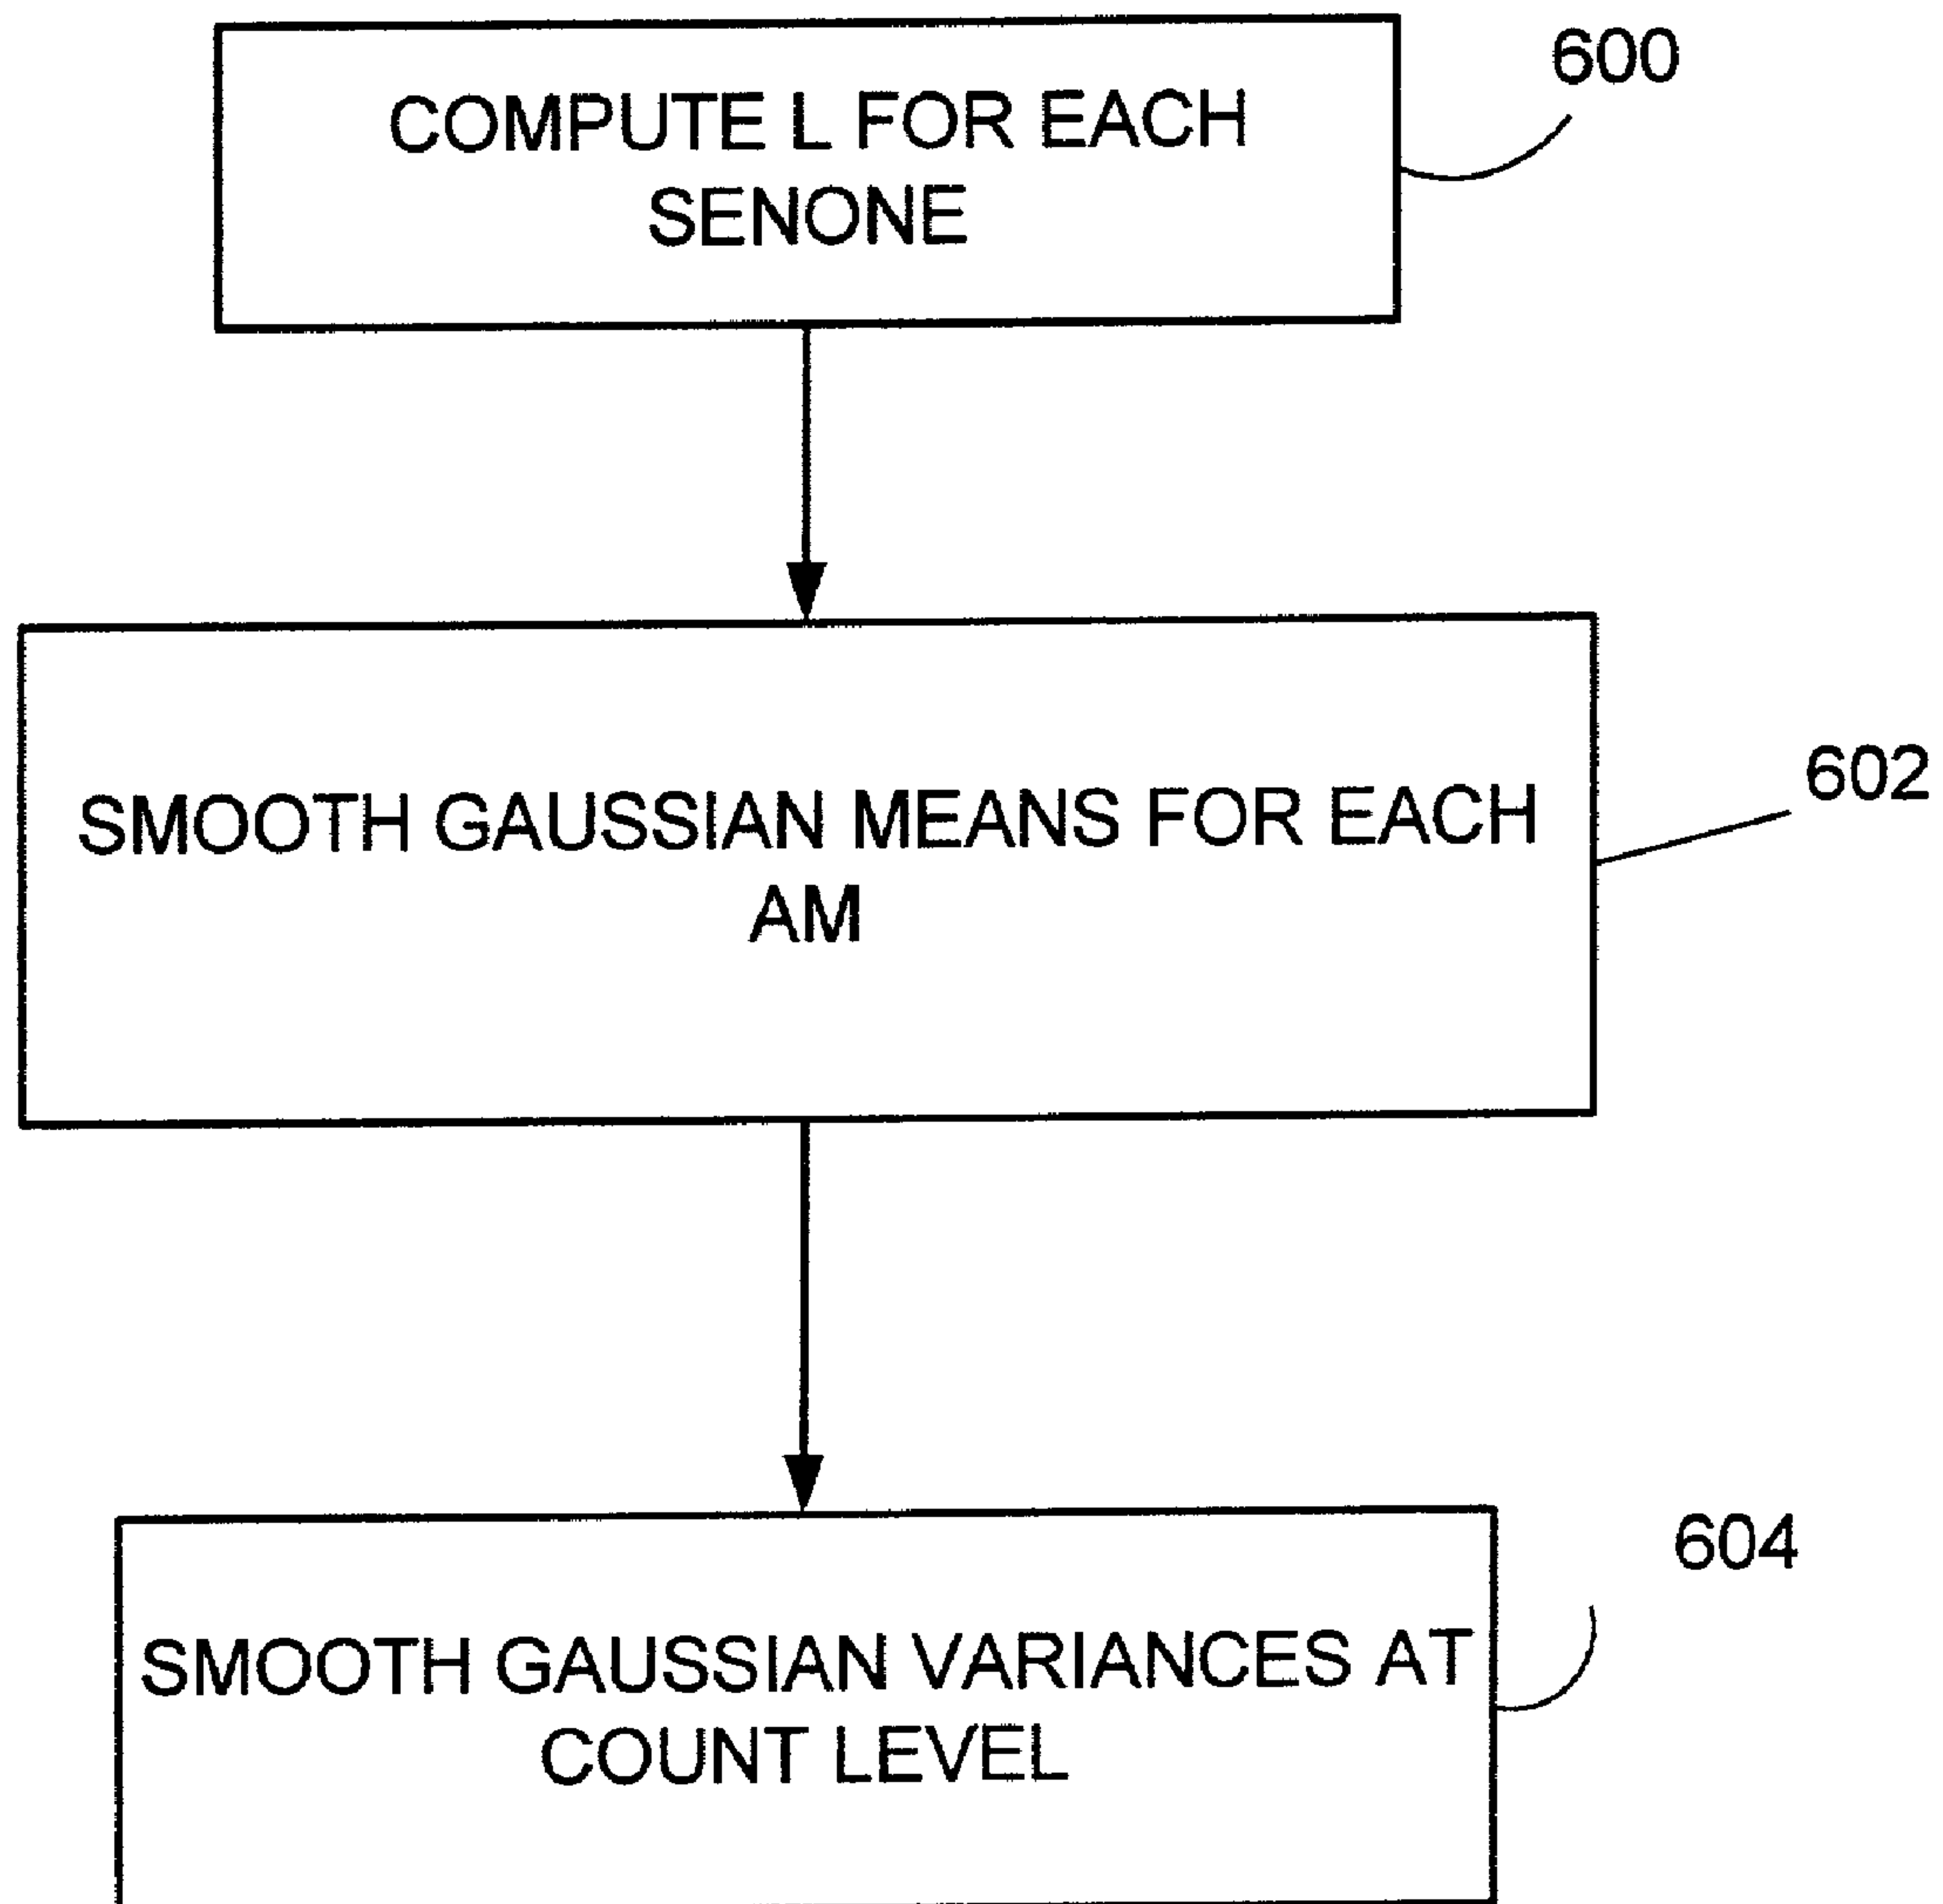 COMPUTE L FOR EACH
SENONE
600
SMOOTH GAUSSIAN MEANS FOR EACH
AM
602
SMOOTH GAUSSIAN VARIANCES AT
COUNT LEVEL
604